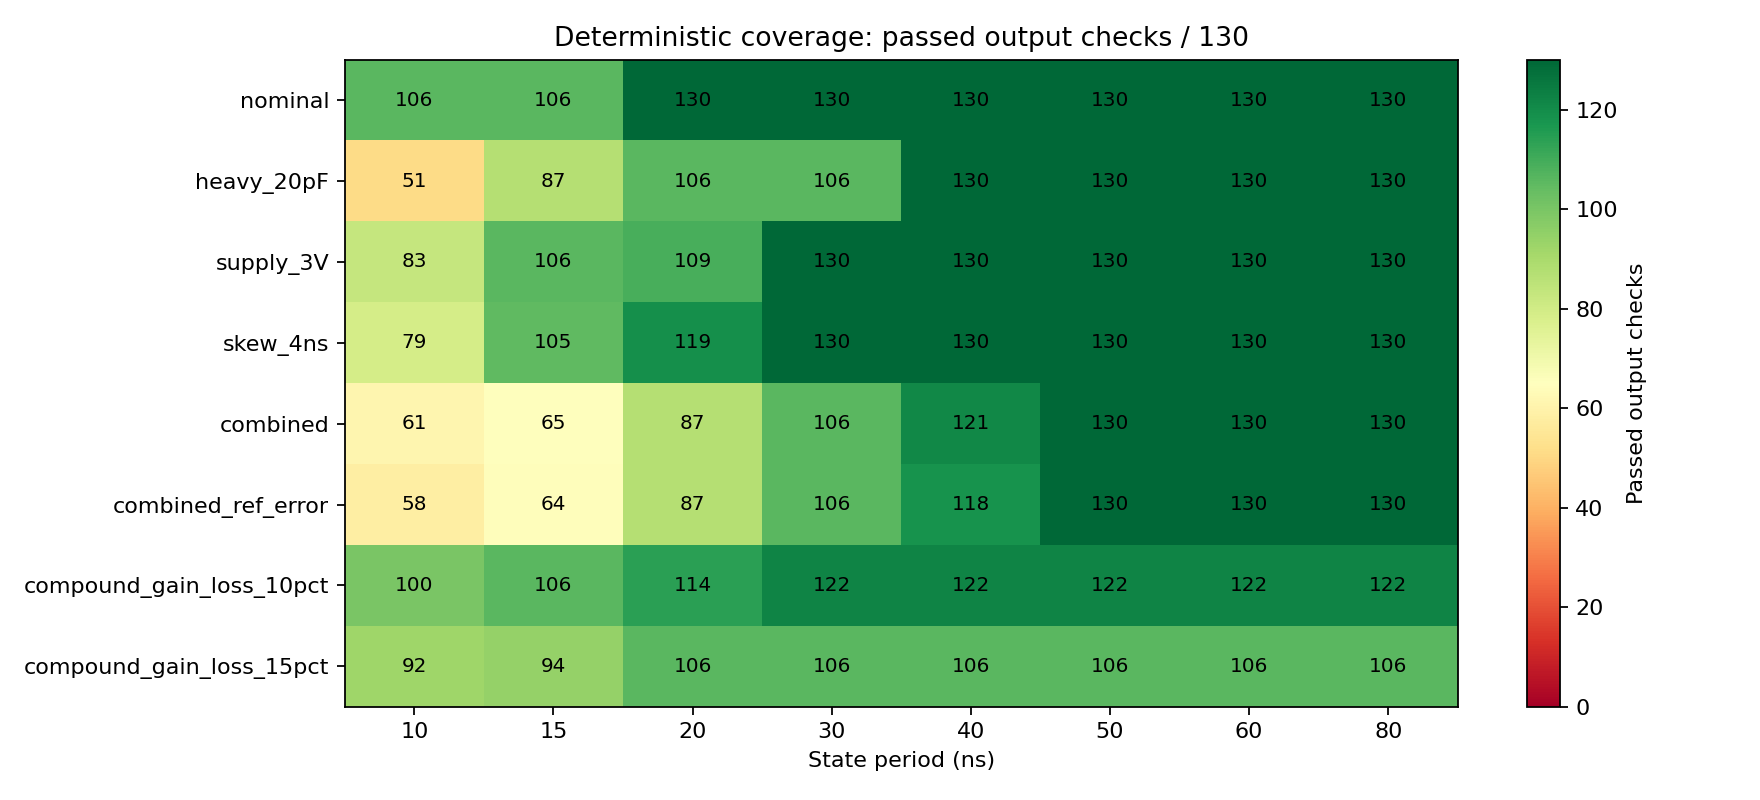 Deterministic coverage: passed output checks / 130
nominal 106 106 130 130 130 130 130 130
heavy_20pF 51 87 106 106 130 130 130 130
supply_3V 83 106 109 130 130 130 130 130
skew_4ns 79 105 119 130 130 130 130 130
combined 61 65 87 106 121 130 130 130
combined_ref_error 58 64 87 106 118 130 130 130
compound_gain_loss_10pct 100 106 114 122 122 122 122 122
compound_gain_loss_15pct 92 94 106 106 106 106 106 106
10 15 20 30 40 50 60 80
State period (ns)
120
100
80
60
40
20
0
Passed output checks